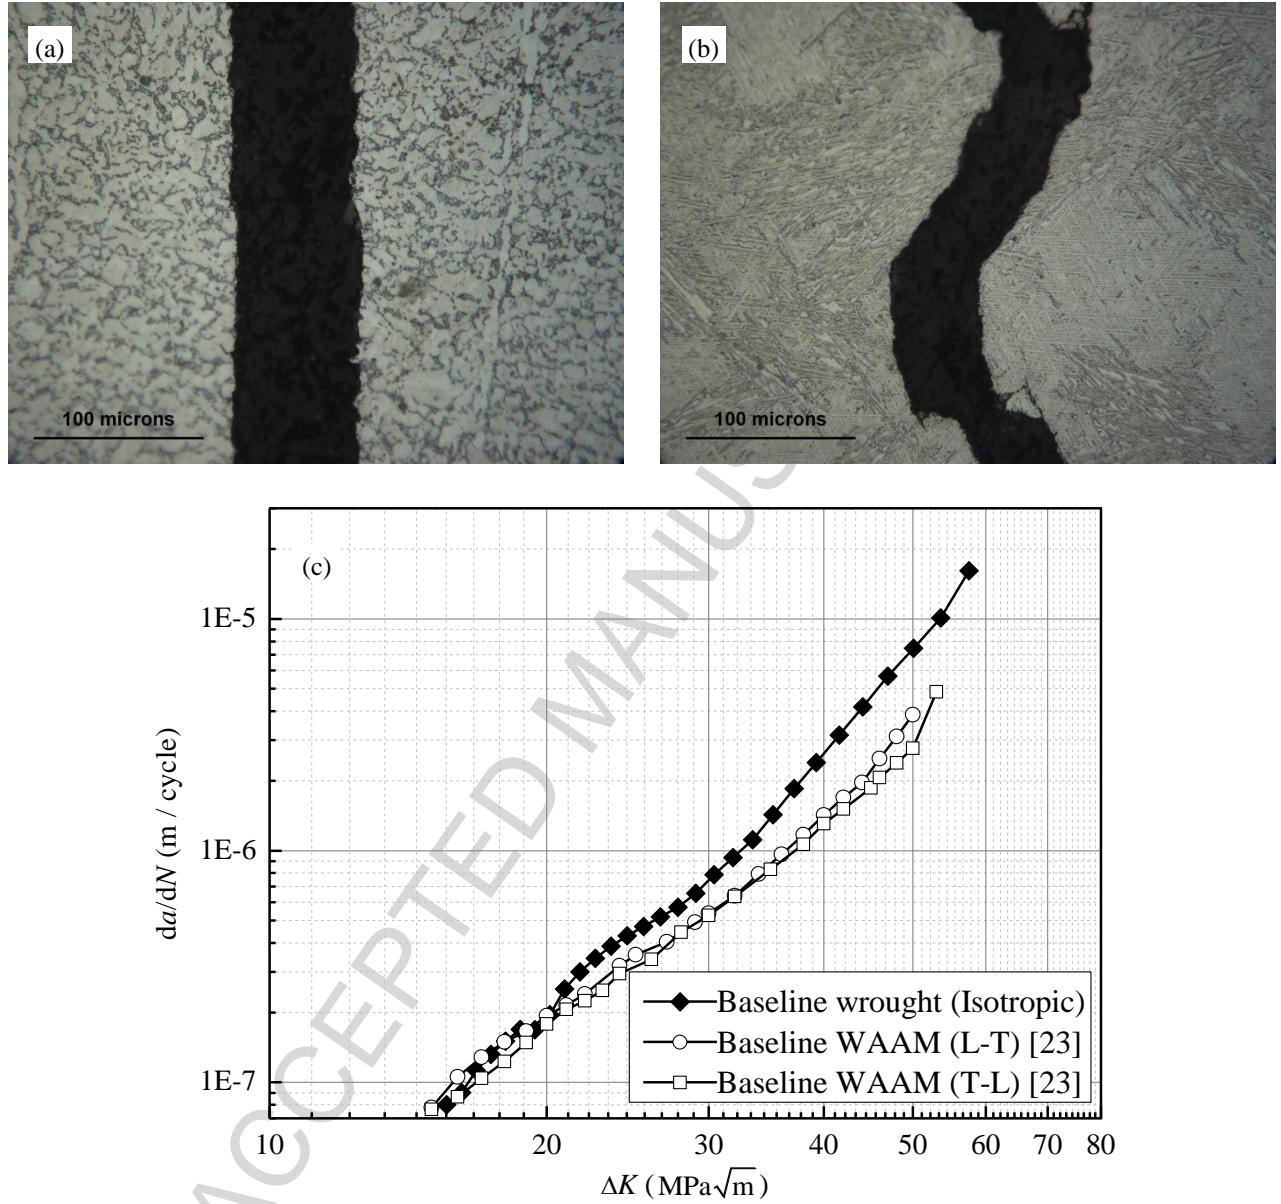 (a)
100 microns
(b)
100 microns
(c)
1E-5
1E-6
1E-7
da/dN (m / cycle)
10 20 30 40 50 60 70 80
ΔK (MPa√m)
Baseline wrought (Isotropic)
Baseline WAAM (L-T) [23]
Baseline WAAM (T-L) [23]
ACCEPTED MANUS